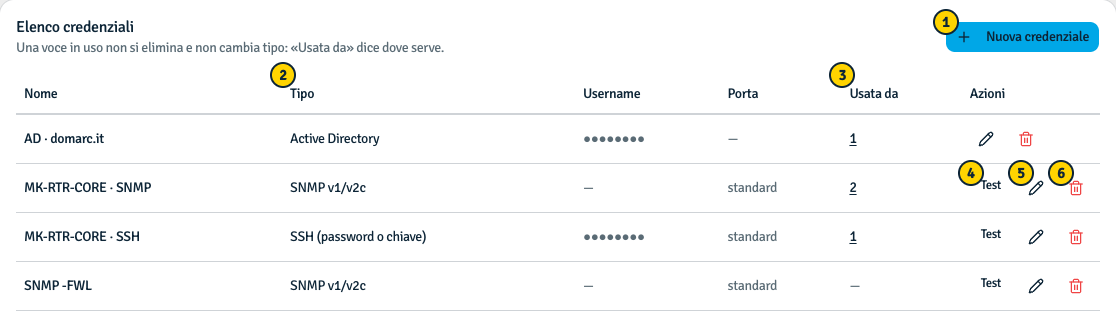 Elenco credenziali
Una voce in uso non si elimina e non cambia tipo: «Usata da» dice dove serve.
1 + Nuova credenziale
2 3
Nome Tipo Username Porta Usata da Azioni
AD · domarc.it Active Directory ●●●●●●●● — 1
4 5 6
MK-RTR-CORE · SNMP SNMP v1/v2c — standard 2 Test
MK-RTR-CORE · SSH SSH (password o chiave) ●●●●●●●● standard 1 Test
SNMP -FWL SNMP v1/v2c — standard — Test